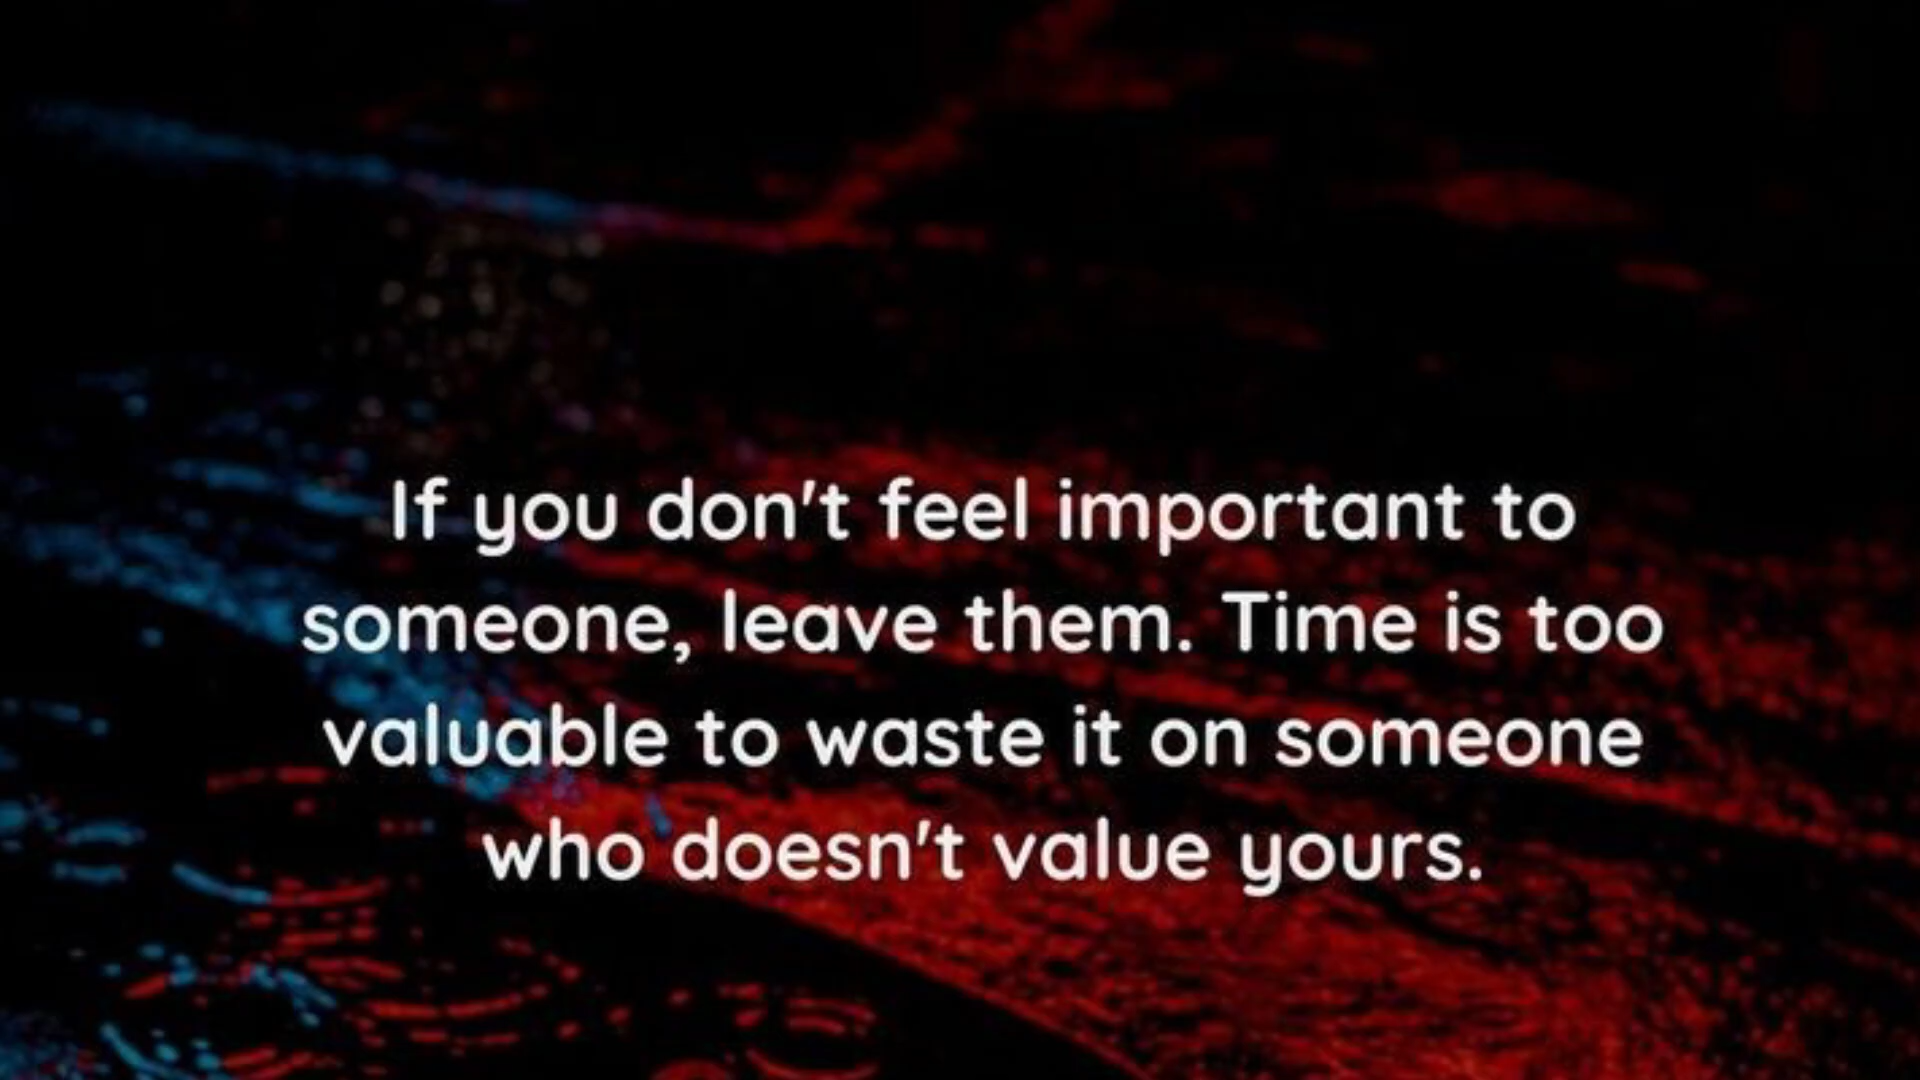 If you don't feel important to
someone, leave them. Time is too
valuable to waste it on someone
who doesn't value yours.